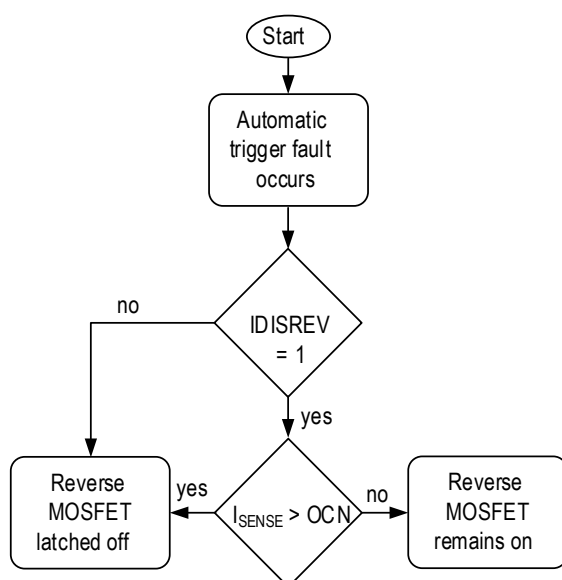 Start
Automatic
trigger fault
occurs
no
IDISREV
= 1
yes
Reverse
MOSFET
latched off
yes
I_SENSE > OCN
no
Reverse
MOSFET
remains on